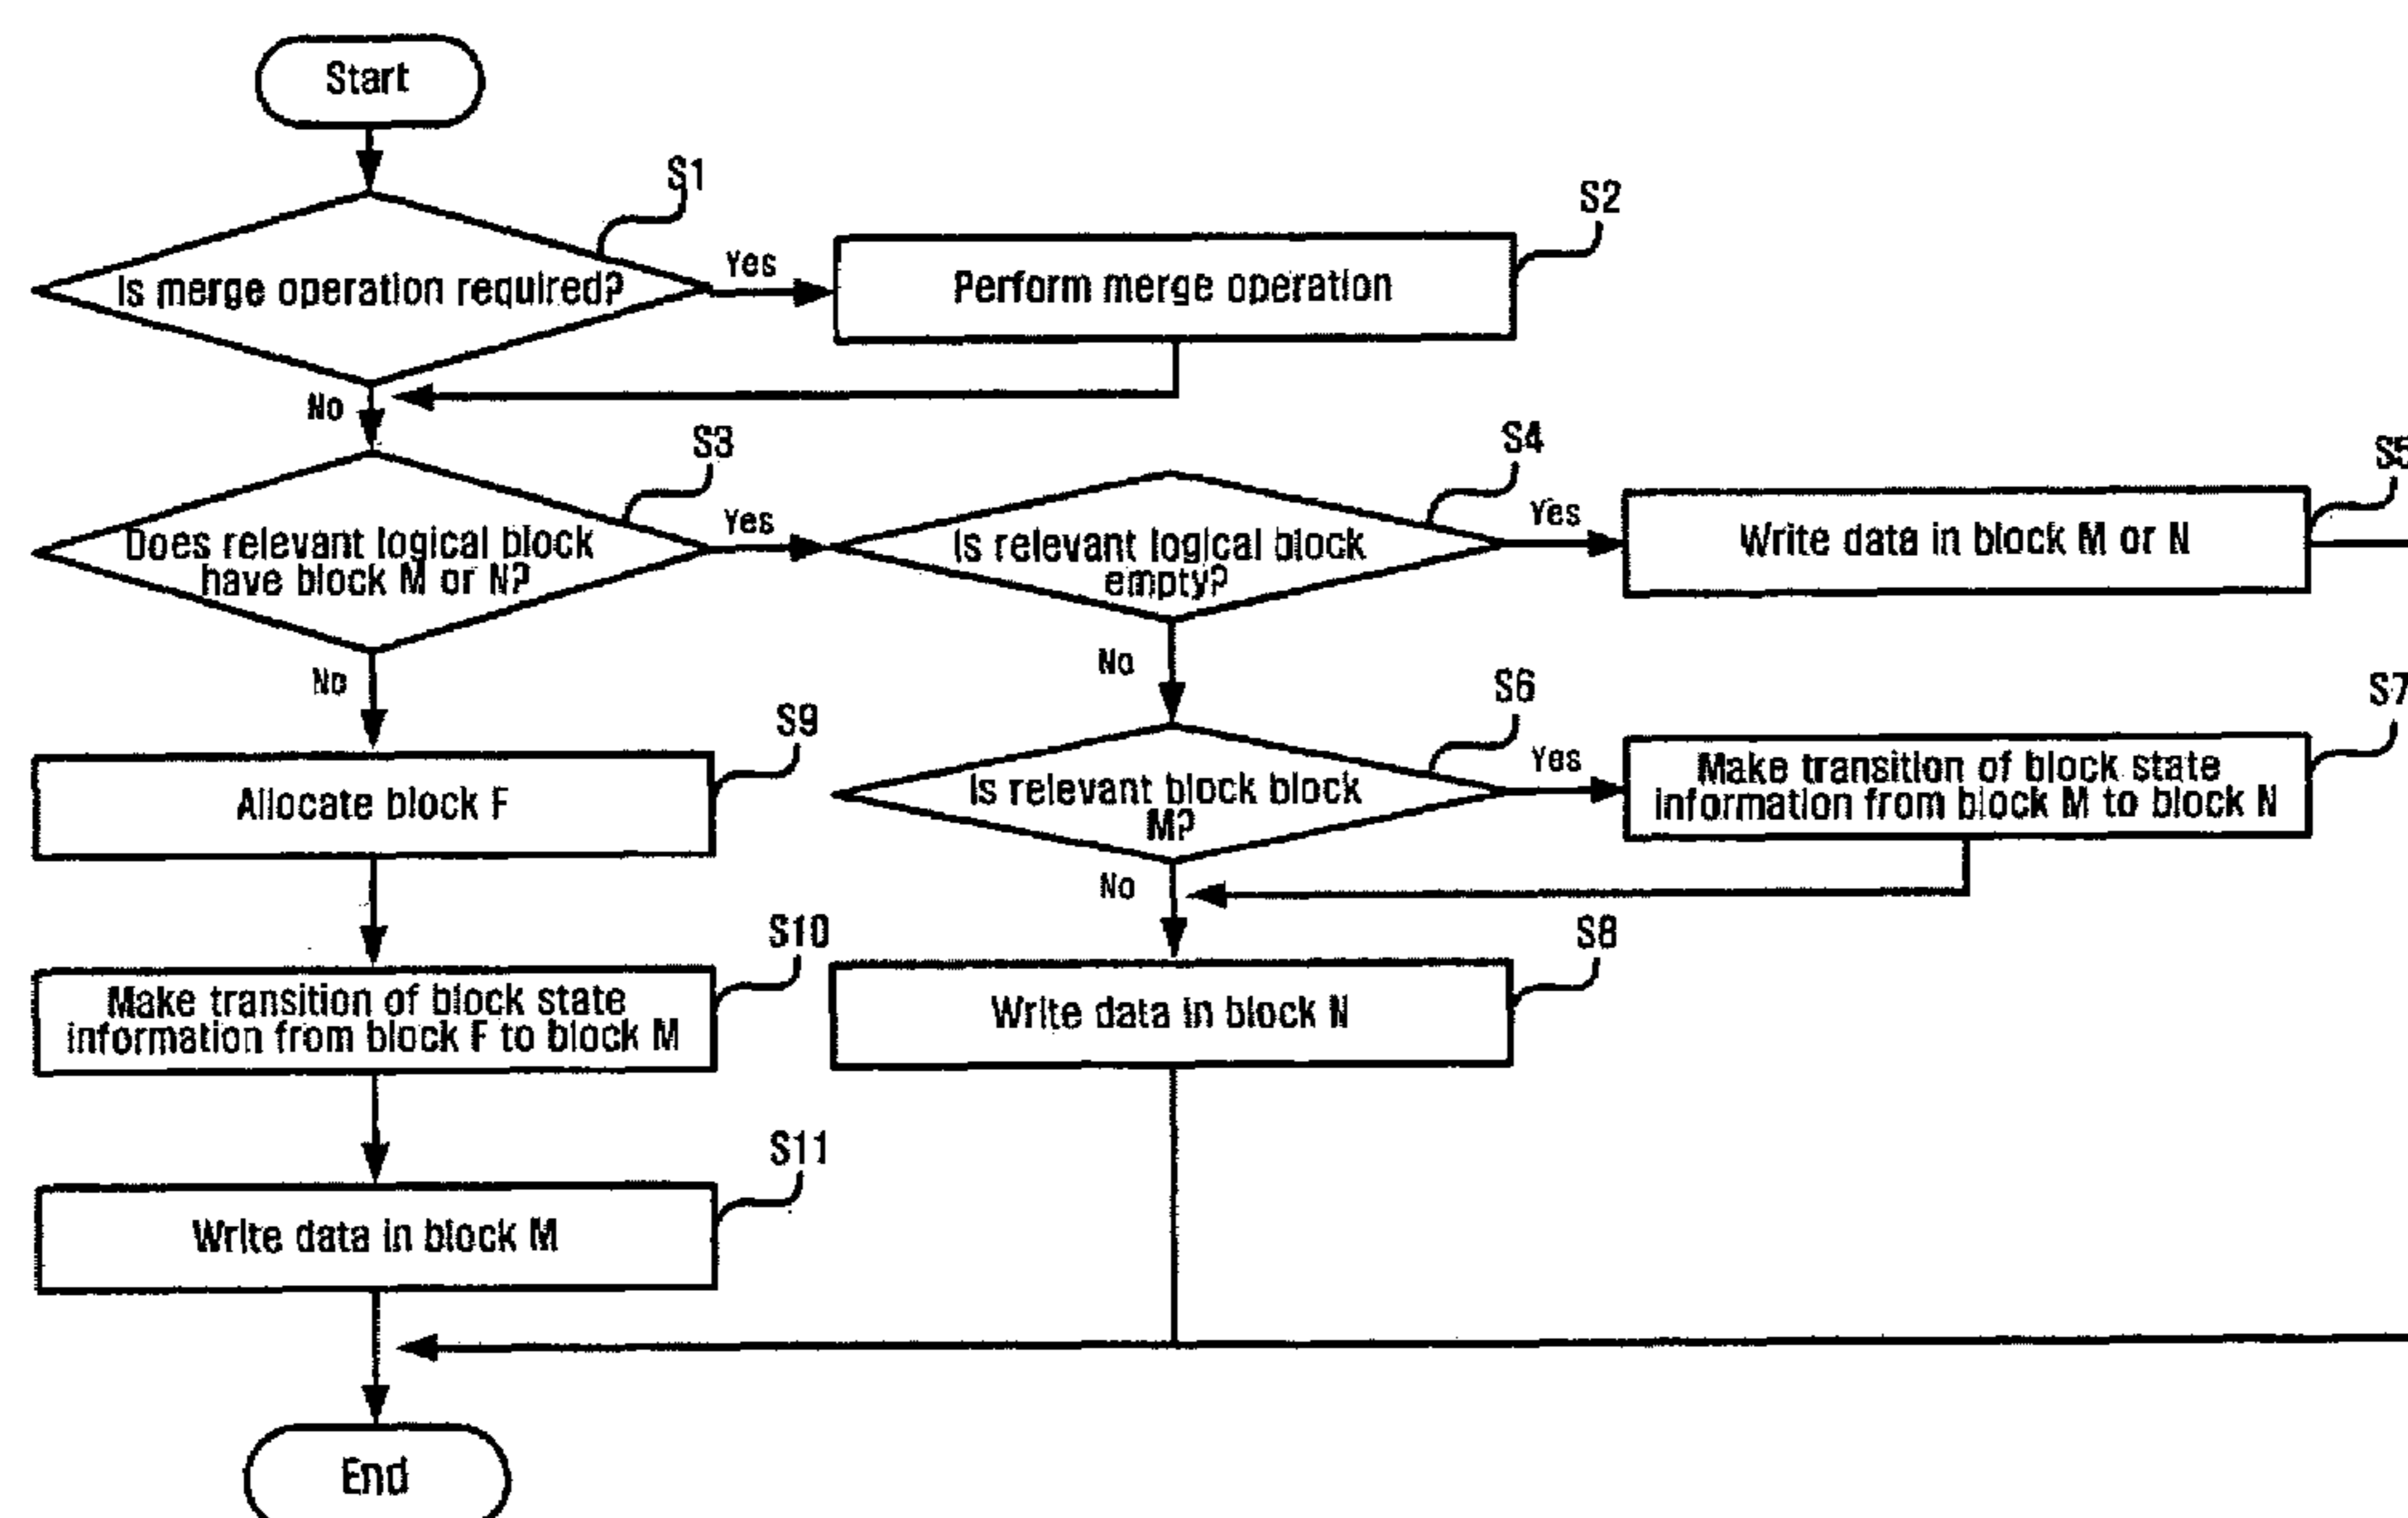 Start
S1
Is merge operation required?
Yes
S2
Perform merge operation
No
S3
Does relevant logical block
have block M or N?
Yes
S4
Is relevant logical block
empty?
Yes
S5
Write data in block M or N
No
No
S6
Is relevant block block
M?
Yes
S7
Make transition of block state
information from block M to block N
S9
Allocate block F
No
S8
Write data in block N
S10
Make transition of block state
information from block F to block M
S11
Write data in block M
End